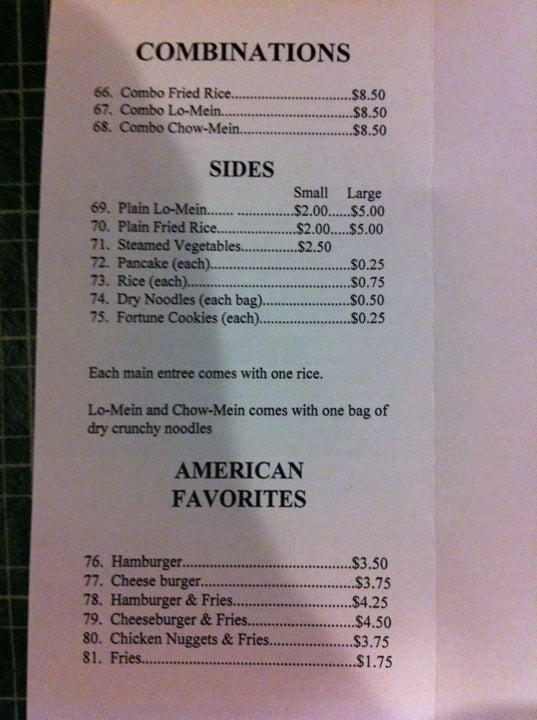 COMBINATIONS
66. Combo Fried Rice..............................$8.50
67. Combo Lo-Mein.................................$8.50
68. Combo Chow-Mein............................$8.50
SIDES
Small Large
69. Plain Lo-Mein....... .....................$2.00.....$5.00
70. Plain Fried Rice....................$2.00.....$5.00
71. Steamed Vegetables..............$2.50
72. Pancake (each)...................................$0.25
73. Rice (each).........................................$0.75
74. Dry Noodles (each bag)......................$0.50
75. Fortune Cookies (each).......................$0.25
Each main entree comes with one rice.
Lo-Mein and Chow-Mein comes with one bag of
dry crunchy noodles
AMERICAN
FAVORITES
76. Hamburger..........................................$3.50
77. Cheese burger......................................$3.75
78. Hamburger & Fries..............................$4.25
79. Cheeseburger & Fries...........................$4.50
80. Chicken Nuggets & Fries.....................$3.75
81. Fries.....................................................$1.75